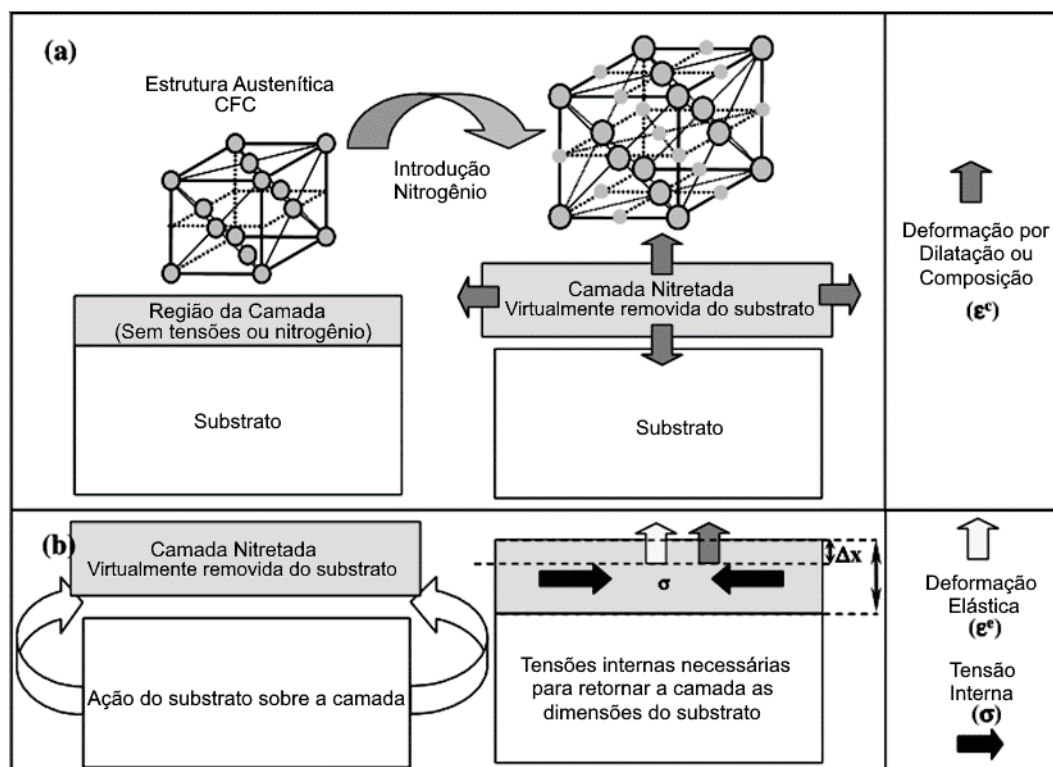 (a)
Estrutura Austenítica
CFC
Introdução
Nitrogênio
Região da Camada
(Sem tensões ou nitrogênio)
Substrato
Camada Nitretada
Virtualmente removida do substrato
Substrato
Deformação por
Dilatação ou
Composição
(εᶜ)
(b)
Camada Nitretada
Virtualmente removida do substrato
Ação do substrato sobre a camada
σ
Δx
Tensões internas necessárias
para retornar a camada as
dimensões do substrato
Deformação
Elástica
(εᵉ)
Tensão
Interna
(σ)